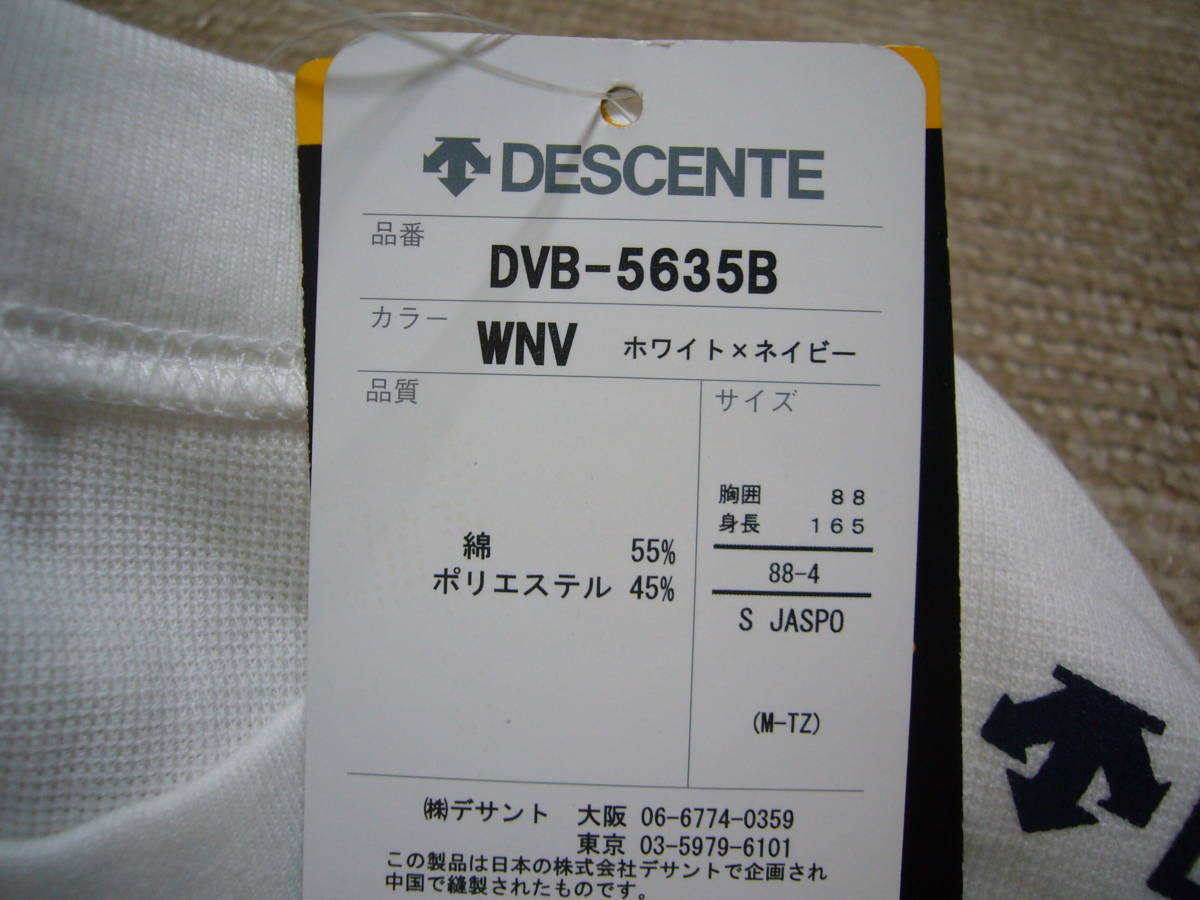 DESCENTE
品番
DVB-5635B
カラー
WNV ホワイト×ネイビー
品質
綿 55%
ポリエステル 45%
サイズ
胸囲 88
身長 165
88-4
S JASPO
(M-TZ)
㈱デサント 大阪 06-6774-0359
東京 03-5979-6101
この製品は日本の株式会社デサントで企画され
中国で縫製されたものです。